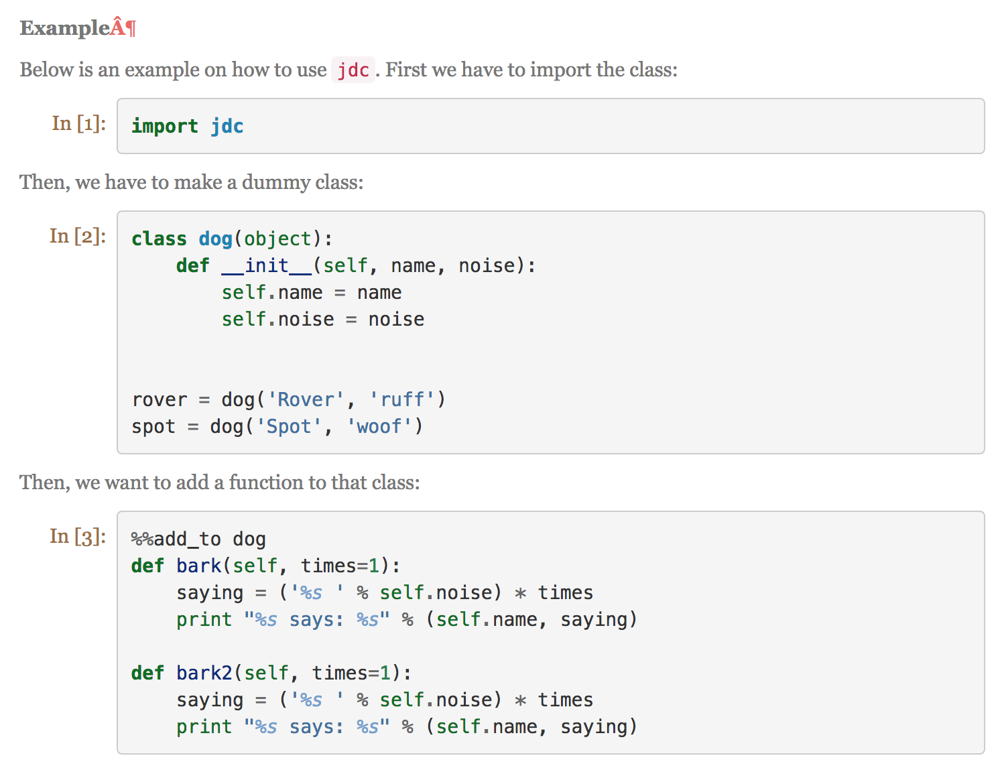 ExampleÂ¶
Below is an example on how to use jdc. First we have to import the class:
In [1]:
import jdc
Then, we have to make a dummy class:
In [2]:
class dog(object):
    def __init__(self, name, noise):
        self.name = name
        self.noise = noise
rover = dog('Rover', 'ruff')
spot = dog('Spot', 'woof')
Then, we want to add a function to that class:
In [3]:
%%add_to dog
def bark(self, times=1):
    saying = ('%s ' % self.noise) * times
    print "%s says: %s" % (self.name, saying)
def bark2(self, times=1):
    saying = ('%s ' % self.noise) * times
    print "%s says: %s" % (self.name, saying)